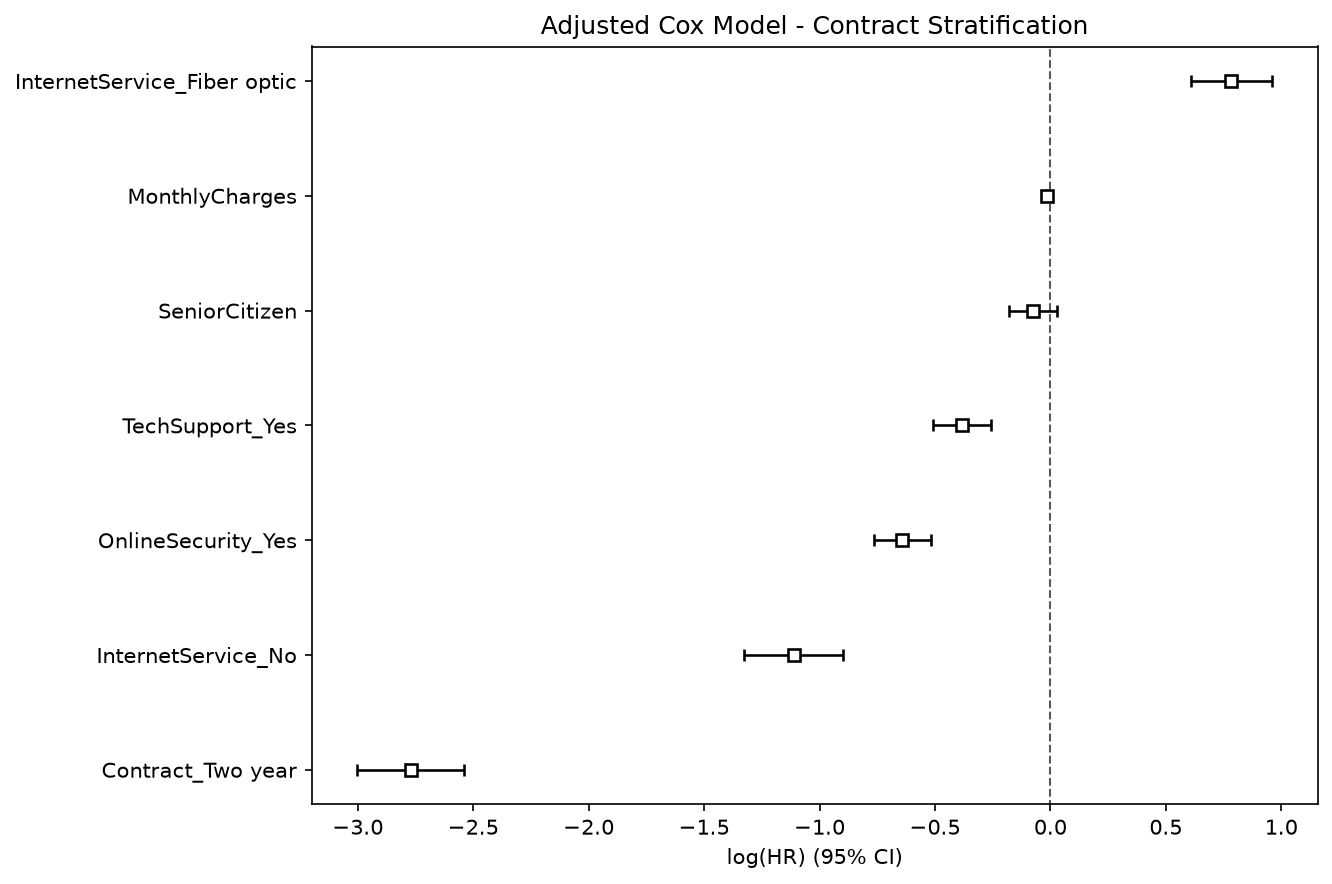 Adjusted Cox Model - Contract Stratification
InternetService_Fiber optic
MonthlyCharges
SeniorCitizen
TechSupport_Yes
OnlineSecurity_Yes
InternetService_No
Contract_Two year
−3.0 −2.5 −2.0 −1.5 −1.0 −0.5 0.0 0.5 1.0
log(HR) (95% CI)